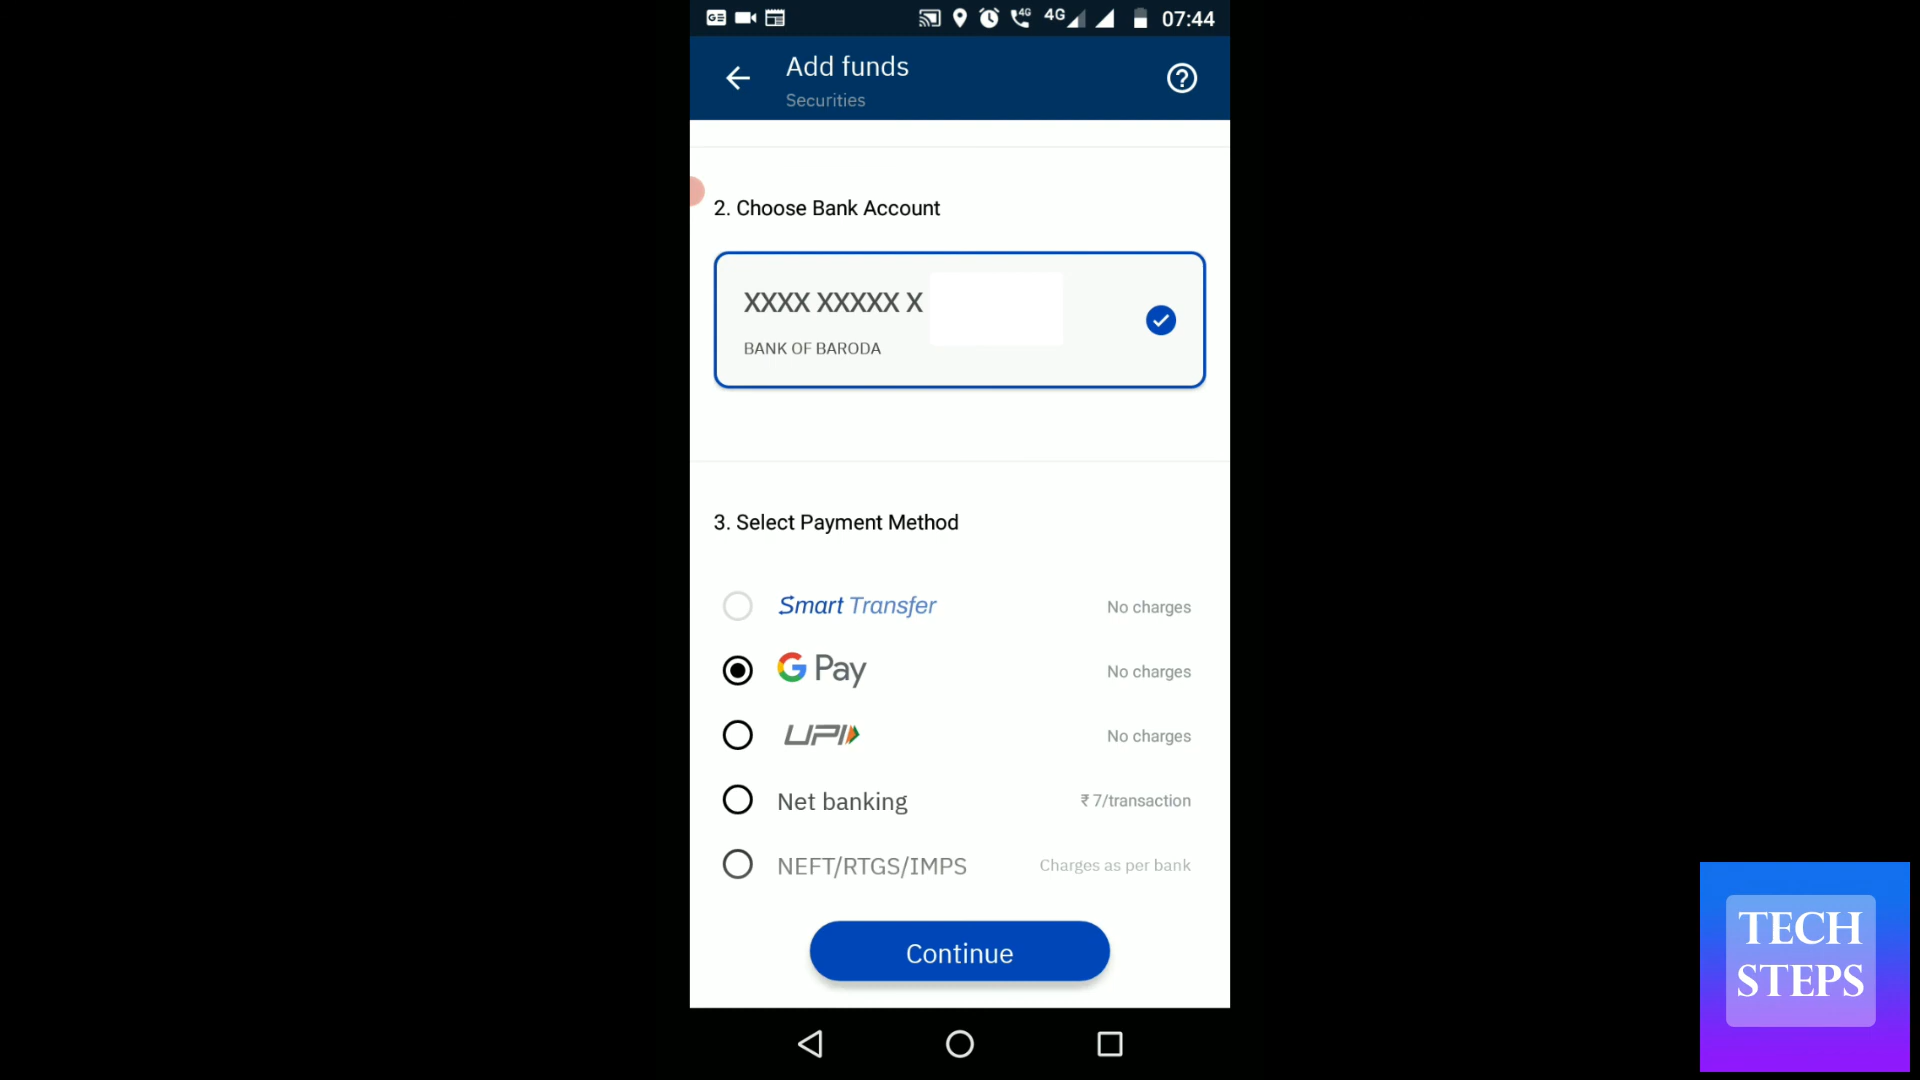 4G 4G 07:44
Add funds
Securities
2. Choose Bank Account
XXXX XXXXX X
BANK OF BARODA
3. Select Payment Method
Smart Transfer No charges
G Pay No charges
UPI No charges
Net banking ₹ 7/transaction
NEFT/RTGS/IMPS Charges as per bank
Continue
TECH
STEPS